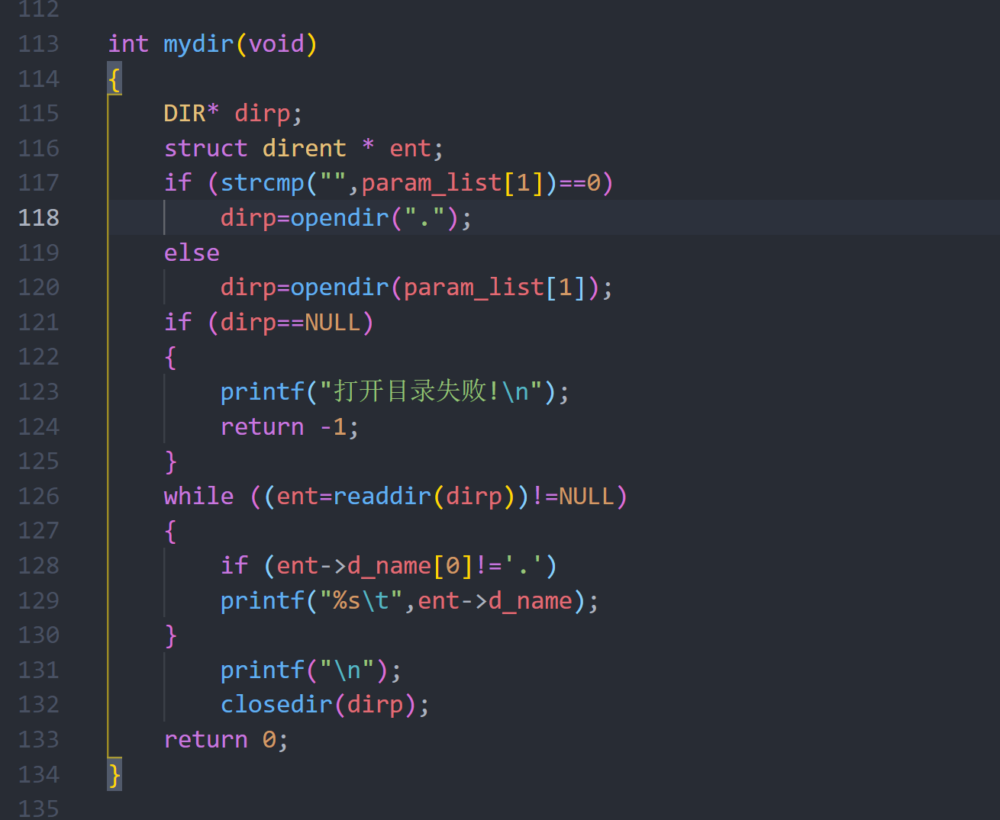 112
113 int mydir(void)
114 {
115     DIR* dirp;
116     struct dirent * ent;
117     if (strcmp("",param_list[1])==0)
118         dirp=opendir(".");
119     else
120         dirp=opendir(param_list[1]);
121     if (dirp==NULL)
122     {
123         printf("打开目录失败!\n");
124         return -1;
125     }
126     while ((ent=readdir(dirp))!=NULL)
127     {
128         if (ent->d_name[0]!='.')
129         printf("%s\t",ent->d_name);
130     }
131         printf("\n");
132         closedir(dirp);
133     return 0;
134 }
135